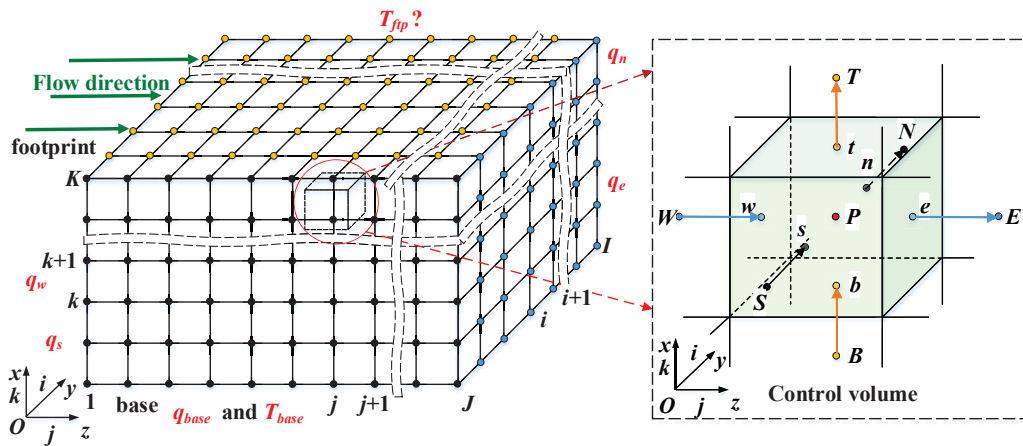 T_ftp ?
q_n
Flow direction
footprint
K
q_e
I
k+1
q_w
k
i+1
i
q_s
x
k
i
y
O
j
z
1
base
q_base and T_base
j
j+1
J
T
N
t
n
W
w
P
e
E
s
S
b
B
x
k
i
y
O
j
z
Control volume